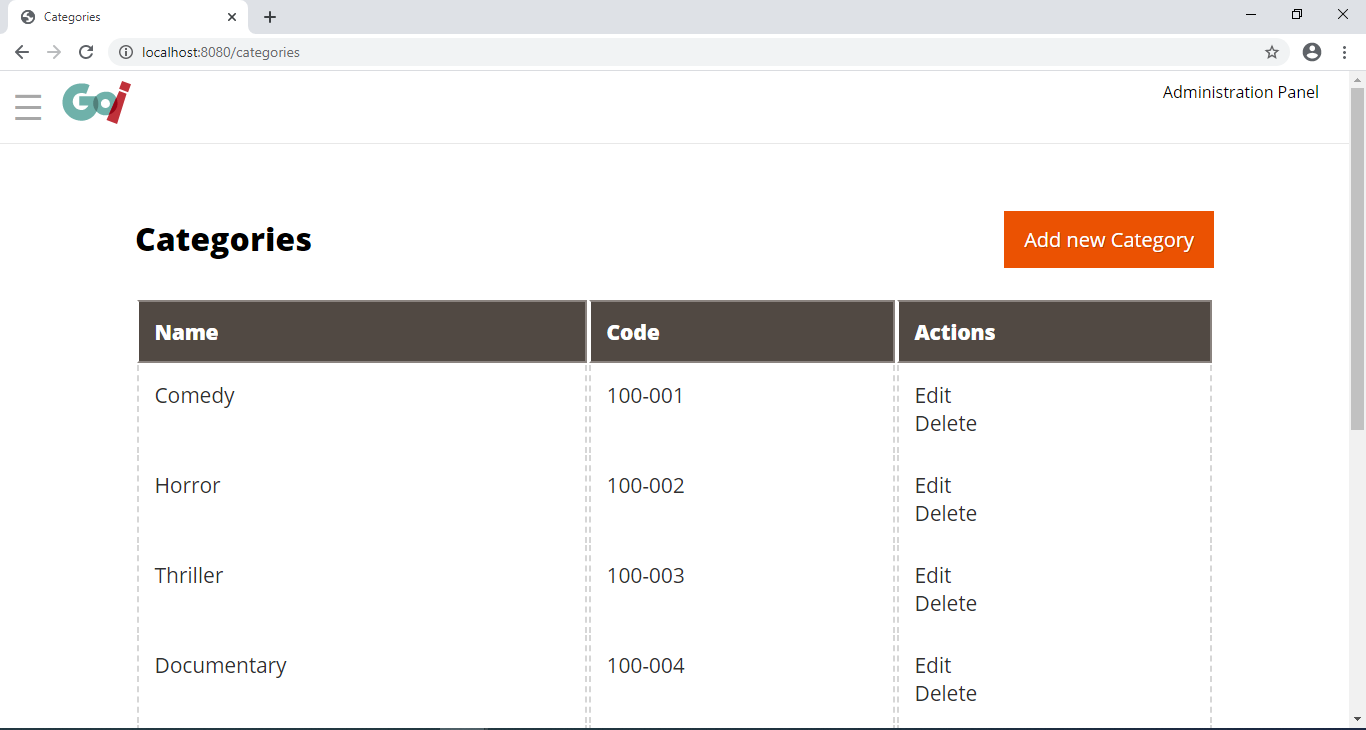 Categories
localhost:8080/categories
Goi
Administration Panel
Categories
Add new Category
Name Code Actions
Comedy 100-001 Edit
Delete
Horror 100-002 Edit
Delete
Thriller 100-003 Edit
Delete
Documentary 100-004 Edit
Delete